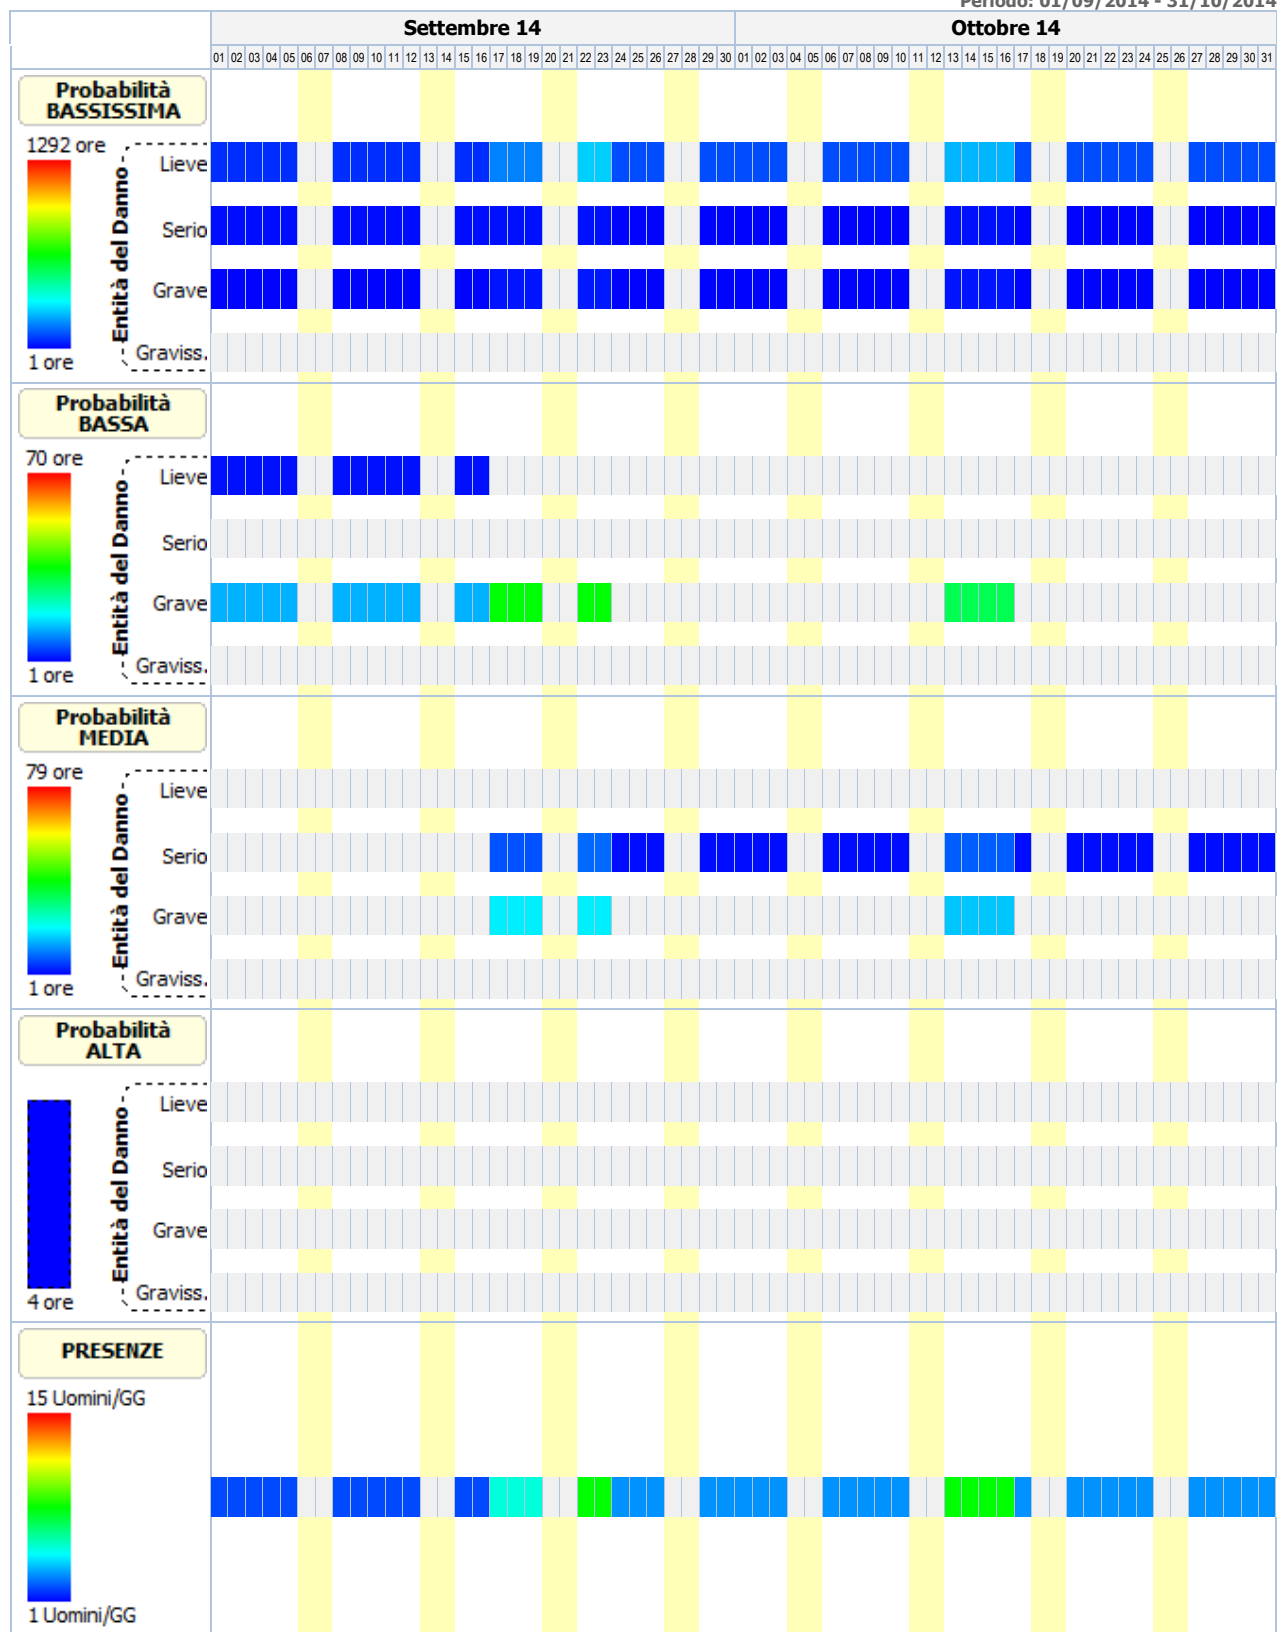 Periodo: 01/09/2014 - 31/10/2014
Settembre 14 Ottobre 14
01 02 03 04 05 06 07 08 09 10 11 12 13 14 15 16 17 18 19 20 21 22 23 24 25 26 27 28 29 30 01 02 03 04 05 06 07 08 09 10 11 12 13 14 15 16 17 18 19 20 21 22 23 24 25 26 27 28 29 30 31
Probabilità
BASSISSIMA
1292 ore
Entità del Danno
Lieve
Serio
Grave
Graviss.
1 ore
Probabilità
BASSA
70 ore
Entità del Danno
Lieve
Serio
Grave
Graviss.
1 ore
Probabilità
MEDIA
79 ore
Entità del Danno
Lieve
Serio
Grave
Graviss.
1 ore
Probabilità
ALTA
Entità del Danno
Lieve
Serio
Grave
Graviss.
4 ore
PRESENZE
15 Uomini/GG
1 Uomini/GG